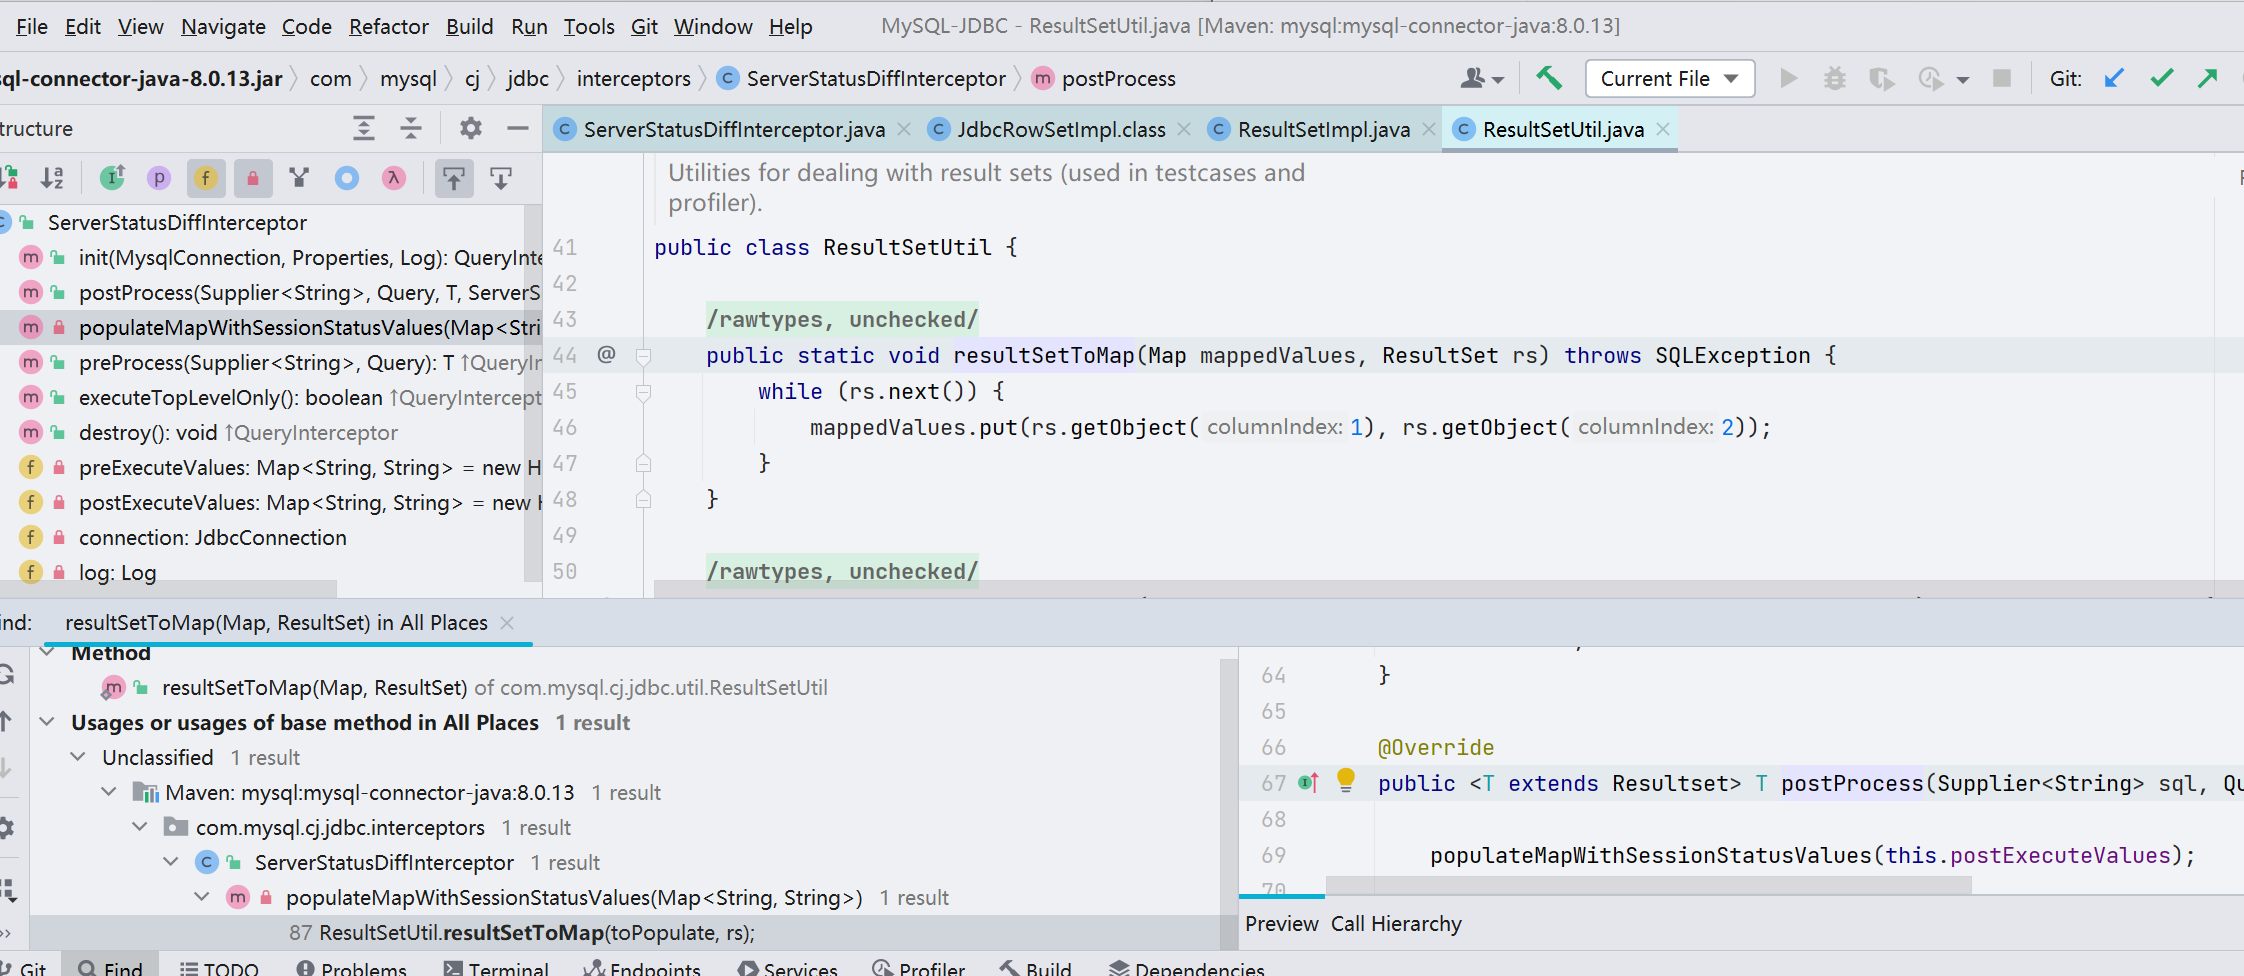 File Edit View Navigate Code Refactor Build Run Tools Git Window Help MySQL-JDBC - ResultSetUtil.java [Maven: mysql:mysql-connector-java:8.0.13]
ql-connector-java-8.0.13.jar com mysql cj jdbc interceptors C ServerStatusDiffInterceptor m postProcess Current File Git:
tructure
C ServerStatusDiffInterceptor.java C JdbcRowSetImpl.class C ResultSetImpl.java C ResultSetUtil.java
ServerStatusDiffInterceptor
m init(MysqlConnection, Properties, Log): QueryInte
m postProcess(Supplier<String>, Query, T, ServerS
m populateMapWithSessionStatusValues(Map<Stri
m preProcess(Supplier<String>, Query): T ↑QueryIr
m executeTopLevelOnly(): boolean ↑QueryIntercept
m destroy(): void ↑QueryInterceptor
f preExecuteValues: Map<String, String> = new H
f postExecuteValues: Map<String, String> = new H
f connection: JdbcConnection
f log: Log
Utilities for dealing with result sets (used in testcases and
profiler).
41 public class ResultSetUtil {
42
43 /rawtypes, unchecked/
44 @ public static void resultSetToMap(Map mappedValues, ResultSet rs) throws SQLException {
45 while (rs.next()) {
46 mappedValues.put(rs.getObject( columnIndex: 1), rs.getObject( columnIndex: 2));
47 }
48 }
49
50 /rawtypes, unchecked/
ind: resultSetToMap(Map, ResultSet) in All Places
Method
m resultSetToMap(Map, ResultSet) of com.mysql.cj.jdbc.util.ResultSetUtil
Usages or usages of base method in All Places 1 result
Unclassified 1 result
Maven: mysql:mysql-connector-java:8.0.13 1 result
com.mysql.cj.jdbc.interceptors 1 result
C ServerStatusDiffInterceptor 1 result
m populateMapWithSessionStatusValues(Map<String, String>) 1 result
87 ResultSetUtil.resultSetToMap(toPopulate, rs);
64 }
65
66 @Override
67 public <T extends Resultset> T postProcess(Supplier<String> sql, Qu
68
69 populateMapWithSessionStatusValues(this.postExecuteValues);
70
Preview Call Hierarchy
Git Find TODO Problems Terminal Endpoints Services Profiler Build Dependencies